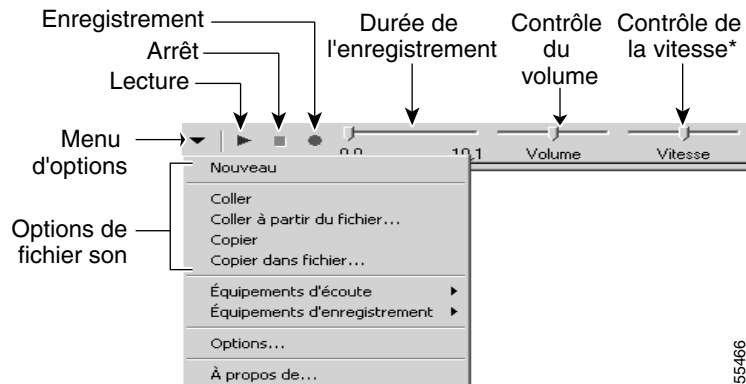 Enregistrement
Arrêt
Lecture
Durée de
l'enregistrement
Contrôle
du
volume
Contrôle de
la vitesse*
Menu
d'options
0.0 10.1 Volume Vitesse
Options de
fichier son
Nouveau
Coller
Coller à partir du fichier...
Copier
Copier dans fichier...
Équipements d'écoute
Équipements d'enregistrement
Options...
À propos de...
55466